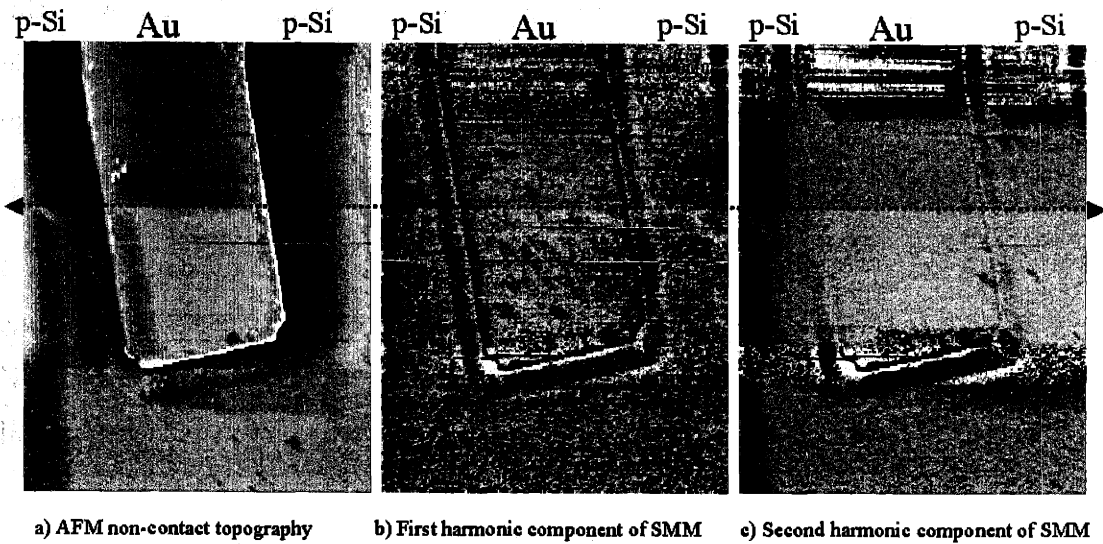 p-Si Au p-Si p-Si Au p-Si p-Si Au p-Si
a) AFM non-contact topography b) First harmonic component of SMM c) Second harmonic component of SMM